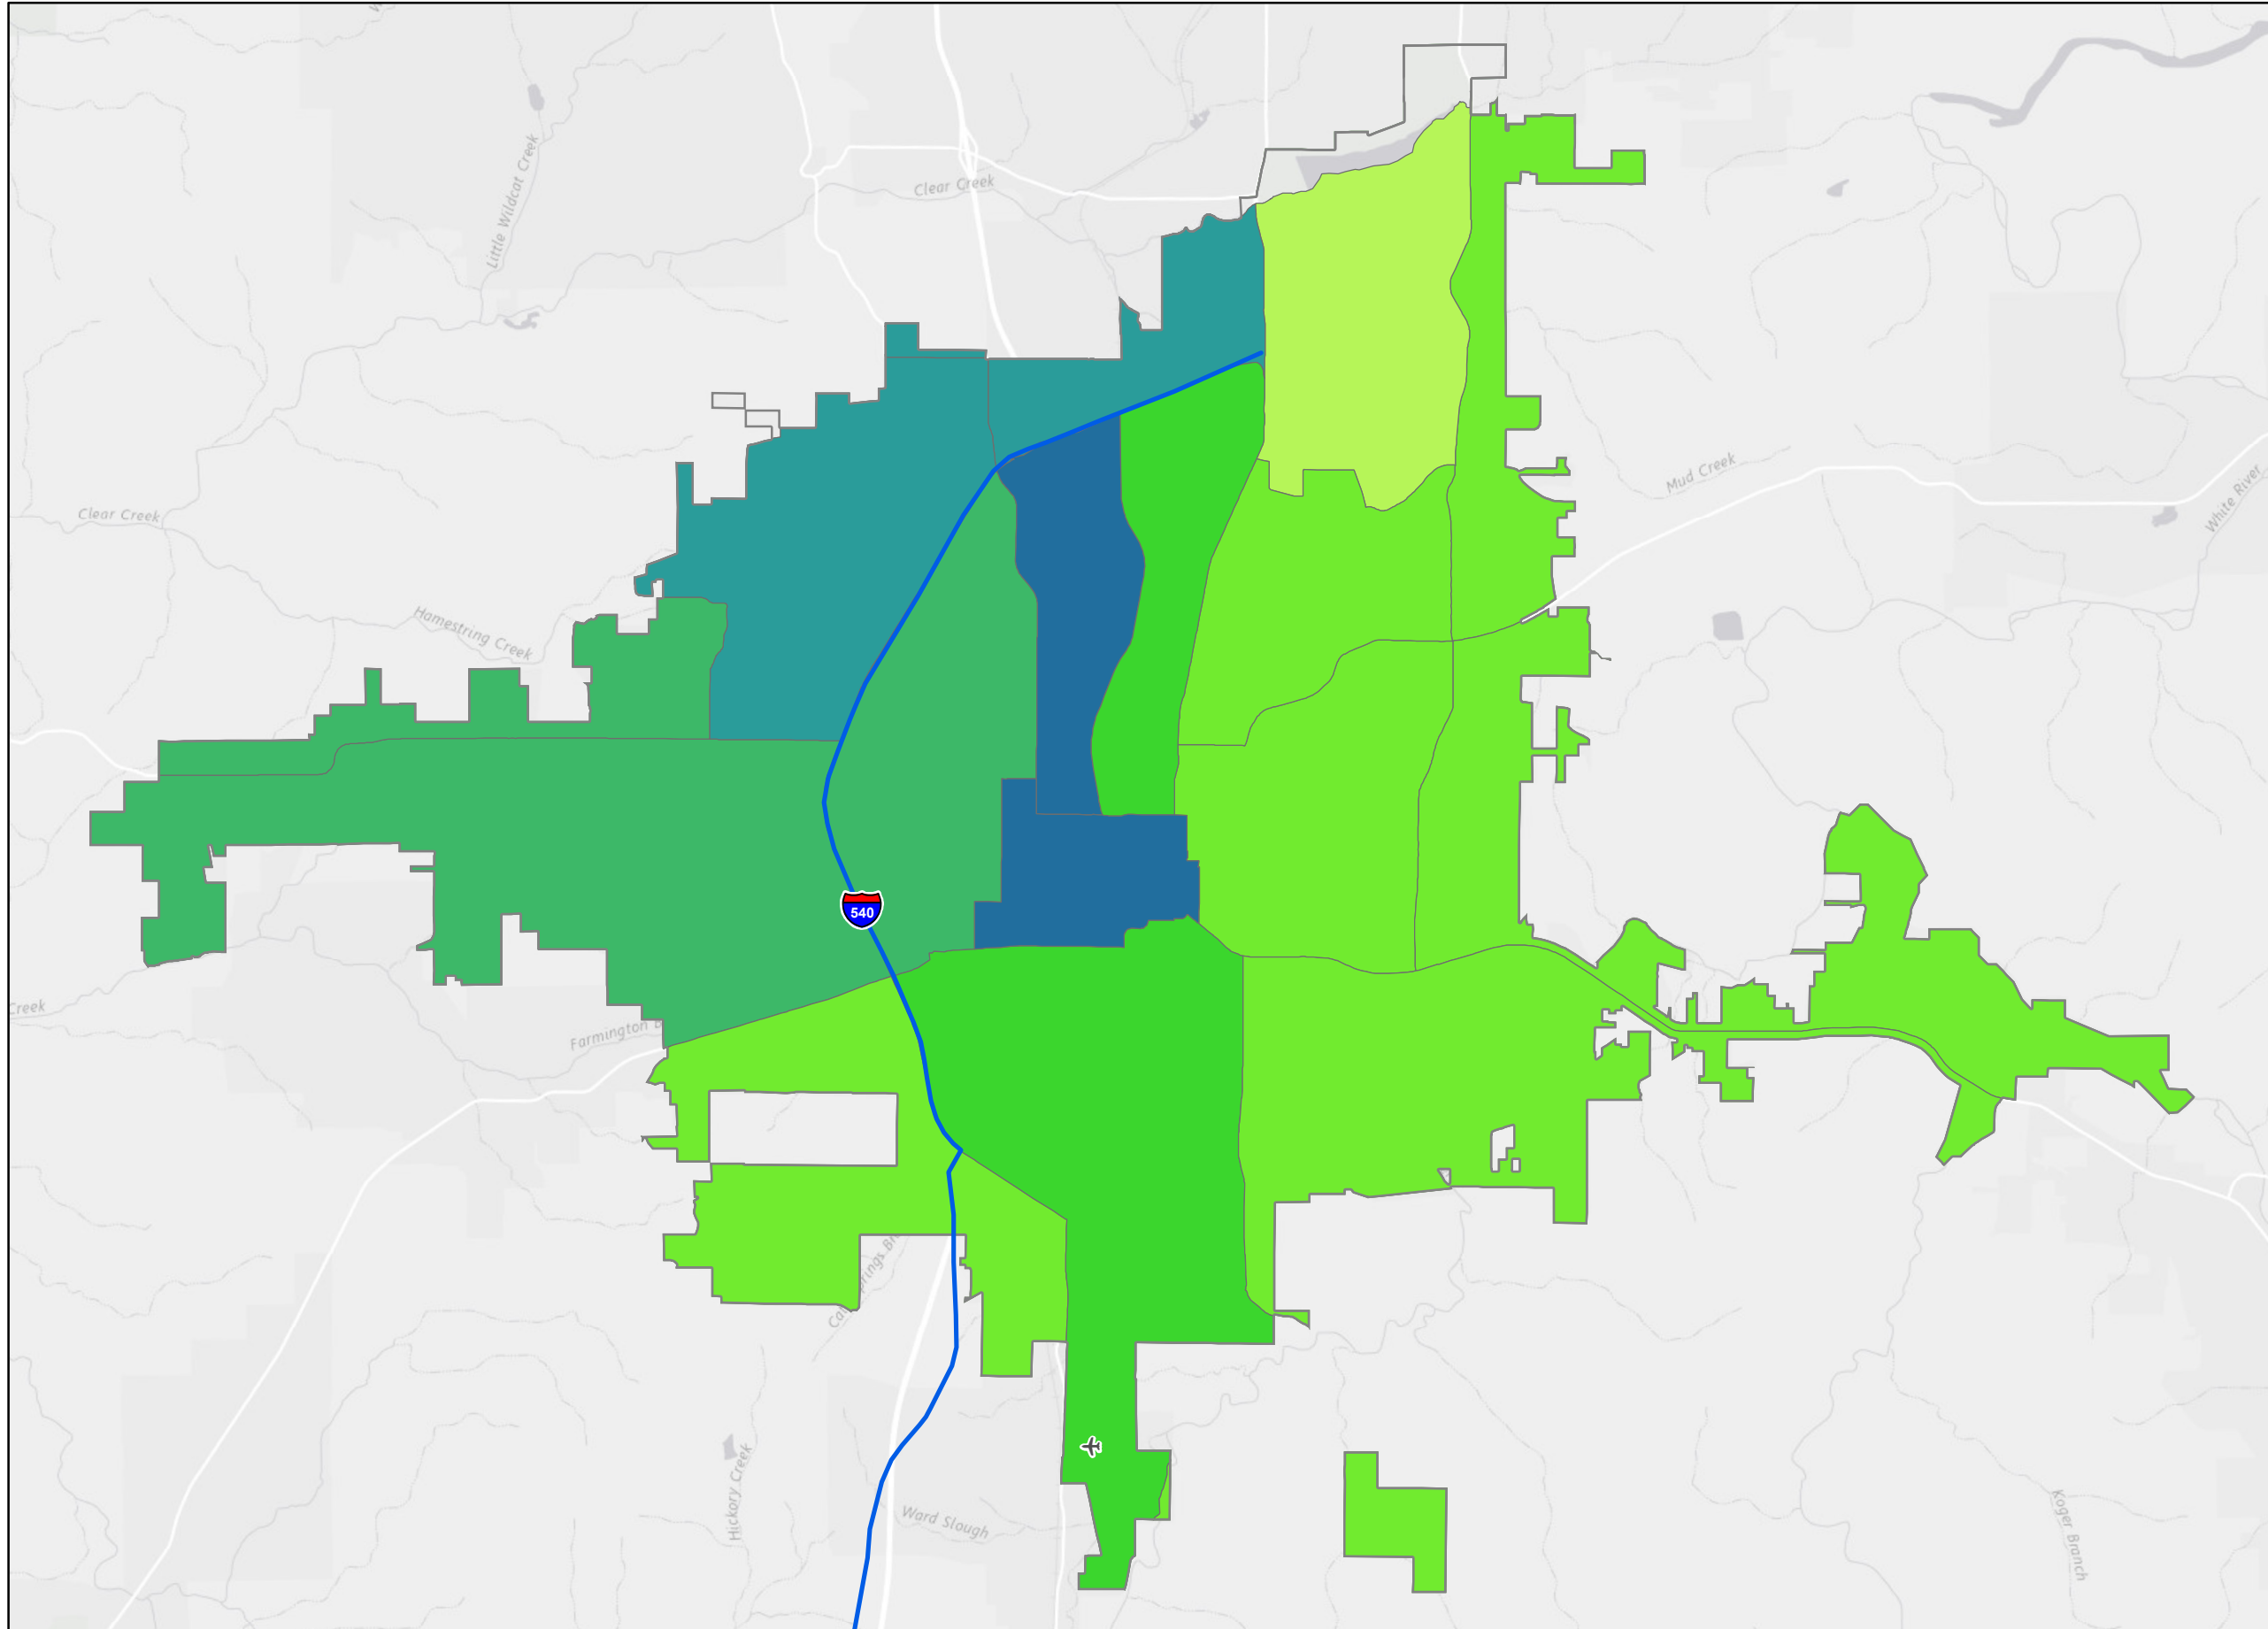 Little Wildcat Creek
Clear Creek
Mud Creek
White River
Clear Creek
Hamestring Creek
540
Creek
Farmington B
Hickory Creek
Ward Slough
Koger Branch